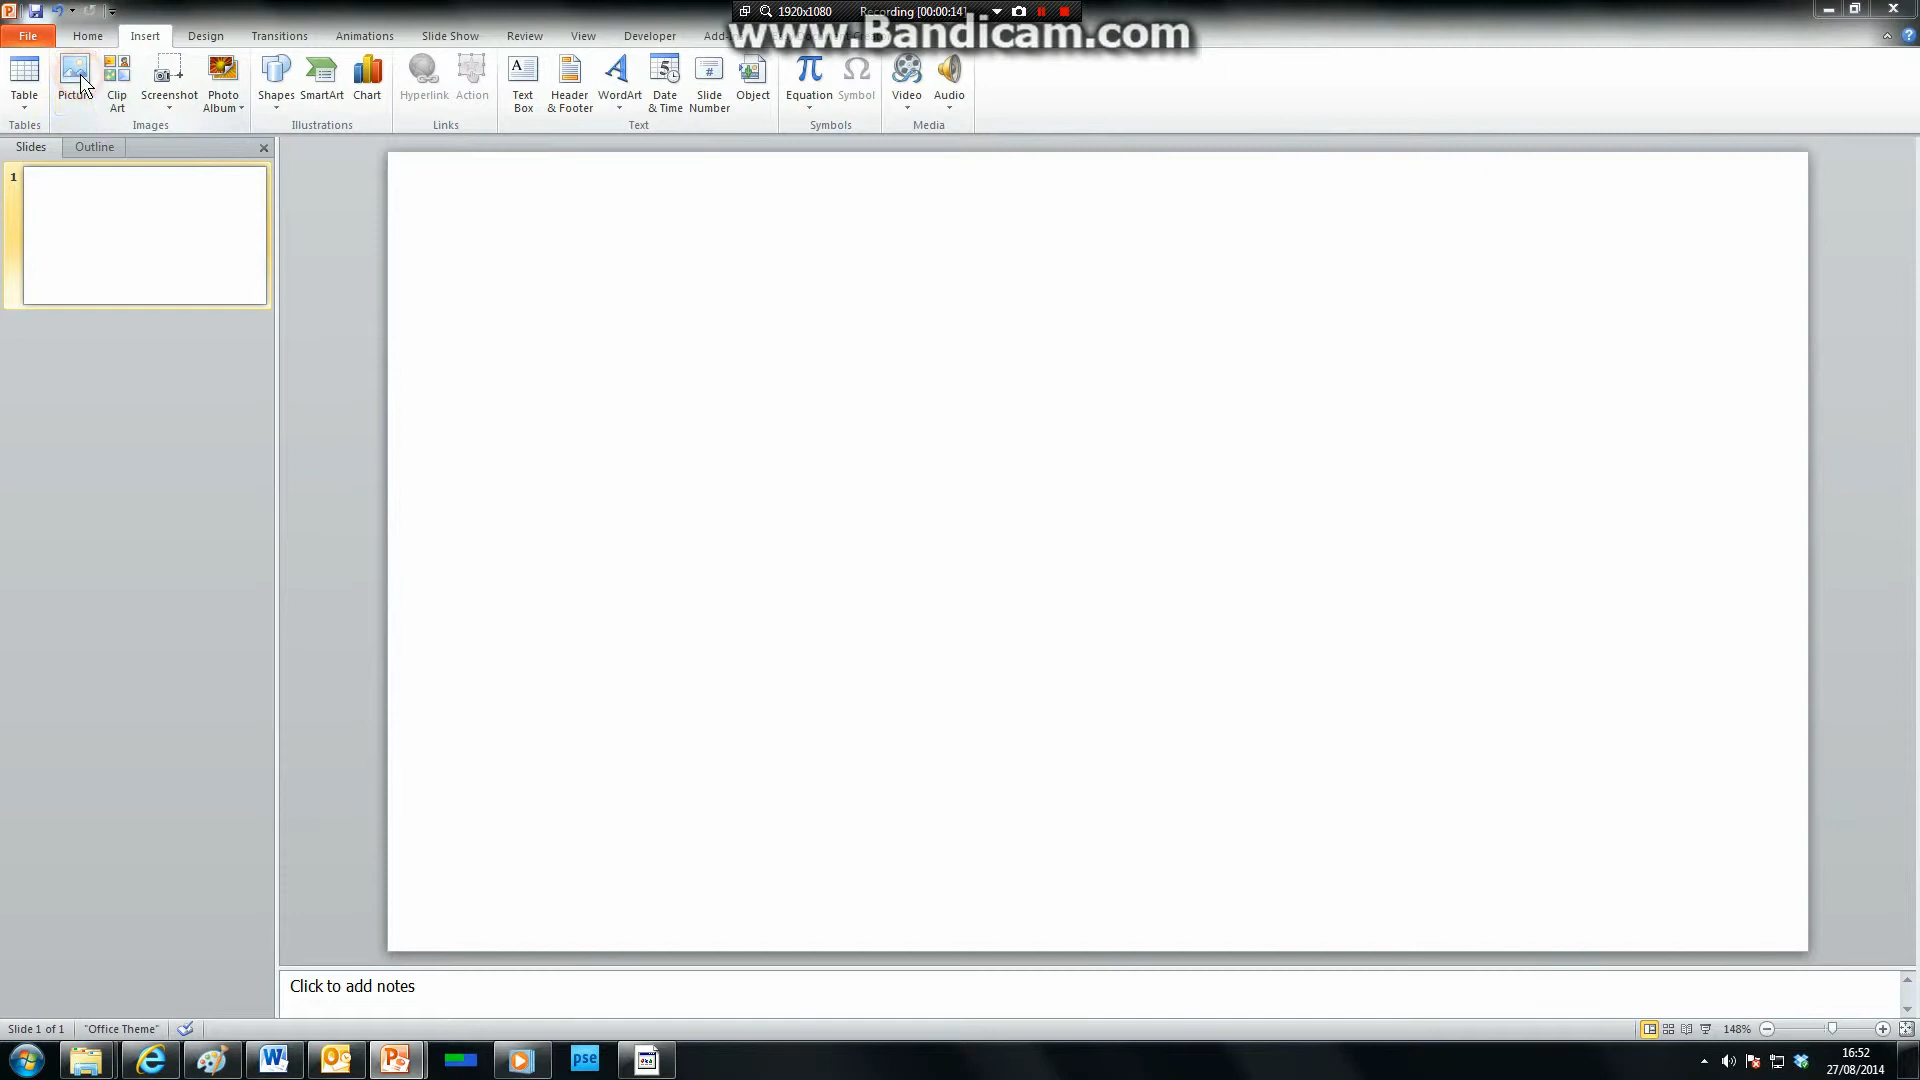 1920x1080 Recording [00:00:14]
www.Bandicam.com
File Home Insert Design Transitions Animations Slide Show Review View Developer
Table Picture Clip Art Screenshot Photo Album Shapes SmartArt Chart Hyperlink Action Text Box Header & Footer WordArt Date & Time Slide Number Object Equation Symbol Video Audio
Tables Images Illustrations Links Text Symbols Media
Slides Outline
1
Click to add notes
Slide 1 of 1 "Office Theme" 148%
pse
16:52
27/08/2014